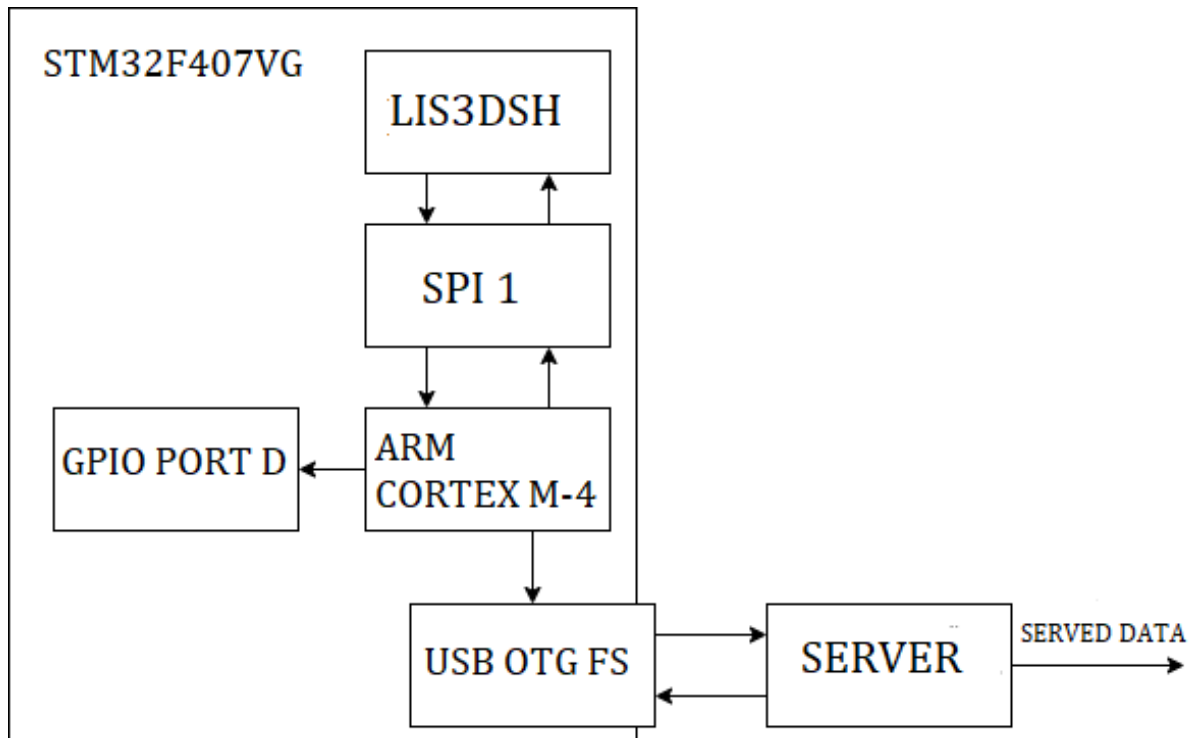 STM32F407VG
LIS3DSH
SPI 1
GPIO PORT D
ARM
CORTEX M-4
USB OTG FS
SERVER
SERVED DATA